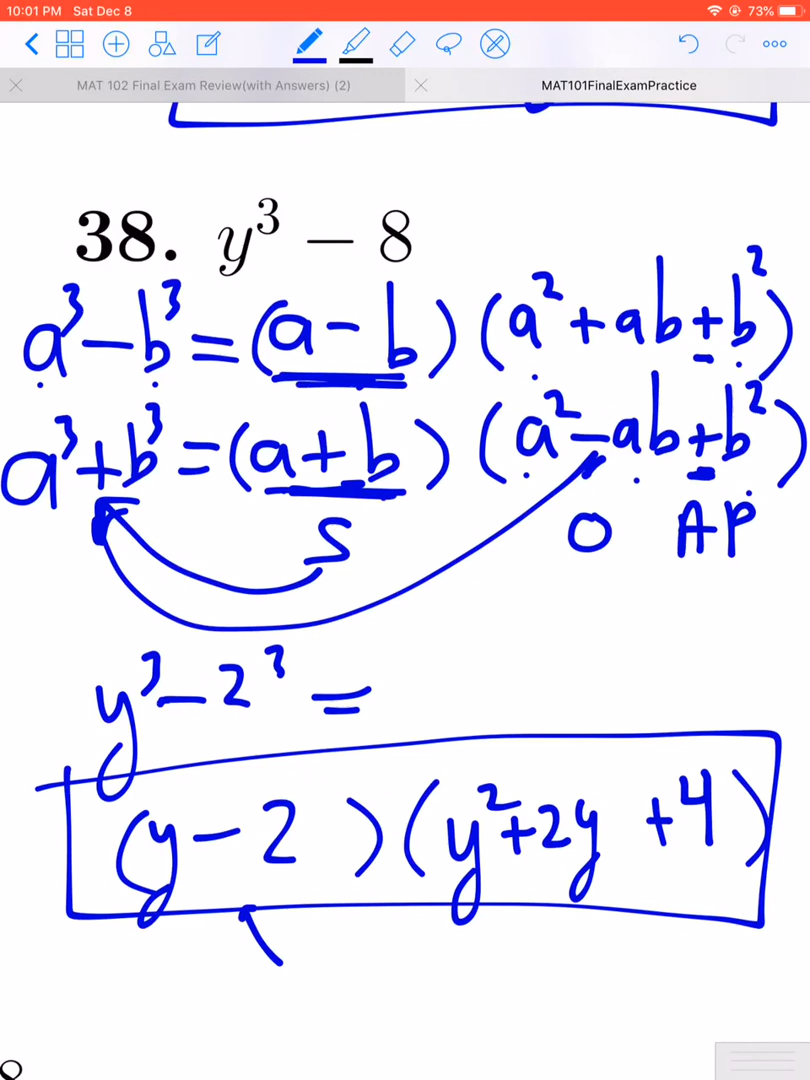 10:01 PM Sat Dec 8 73%
MAT 102 Final Exam Review(with Answers) (2) MAT101FinalExamPractice
38. y³ − 8
a³ − b³ = (a − b) (a² + ab + b²)
a³ + b³ = (a + b) (a² − ab + b²)
S O AP
y³ − 2³ =
(y − 2) (y² + 2y + 4)